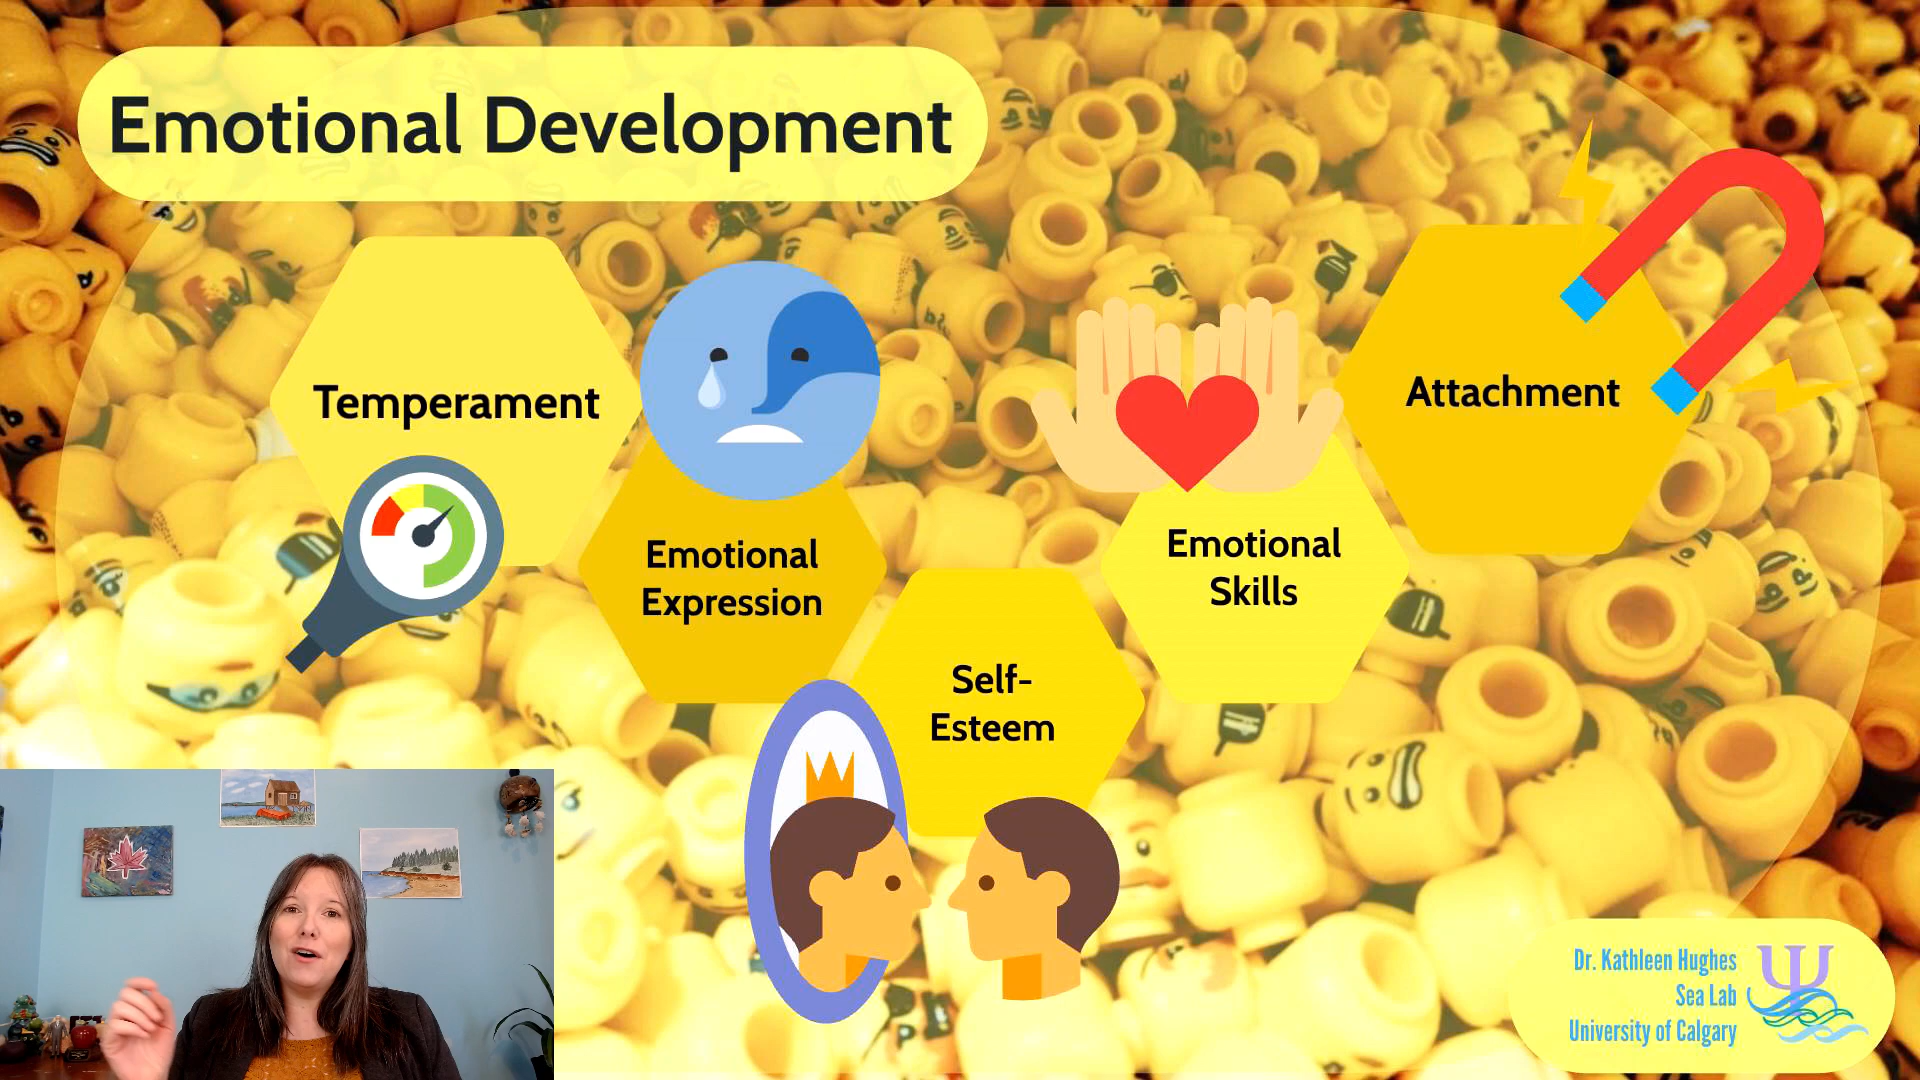 Emotional Development
Temperament
Emotional
Expression
Self-
Esteem
Emotional
Skills
Attachment
Dr. Kathleen Hughes
Sea Lab
University of Calgary